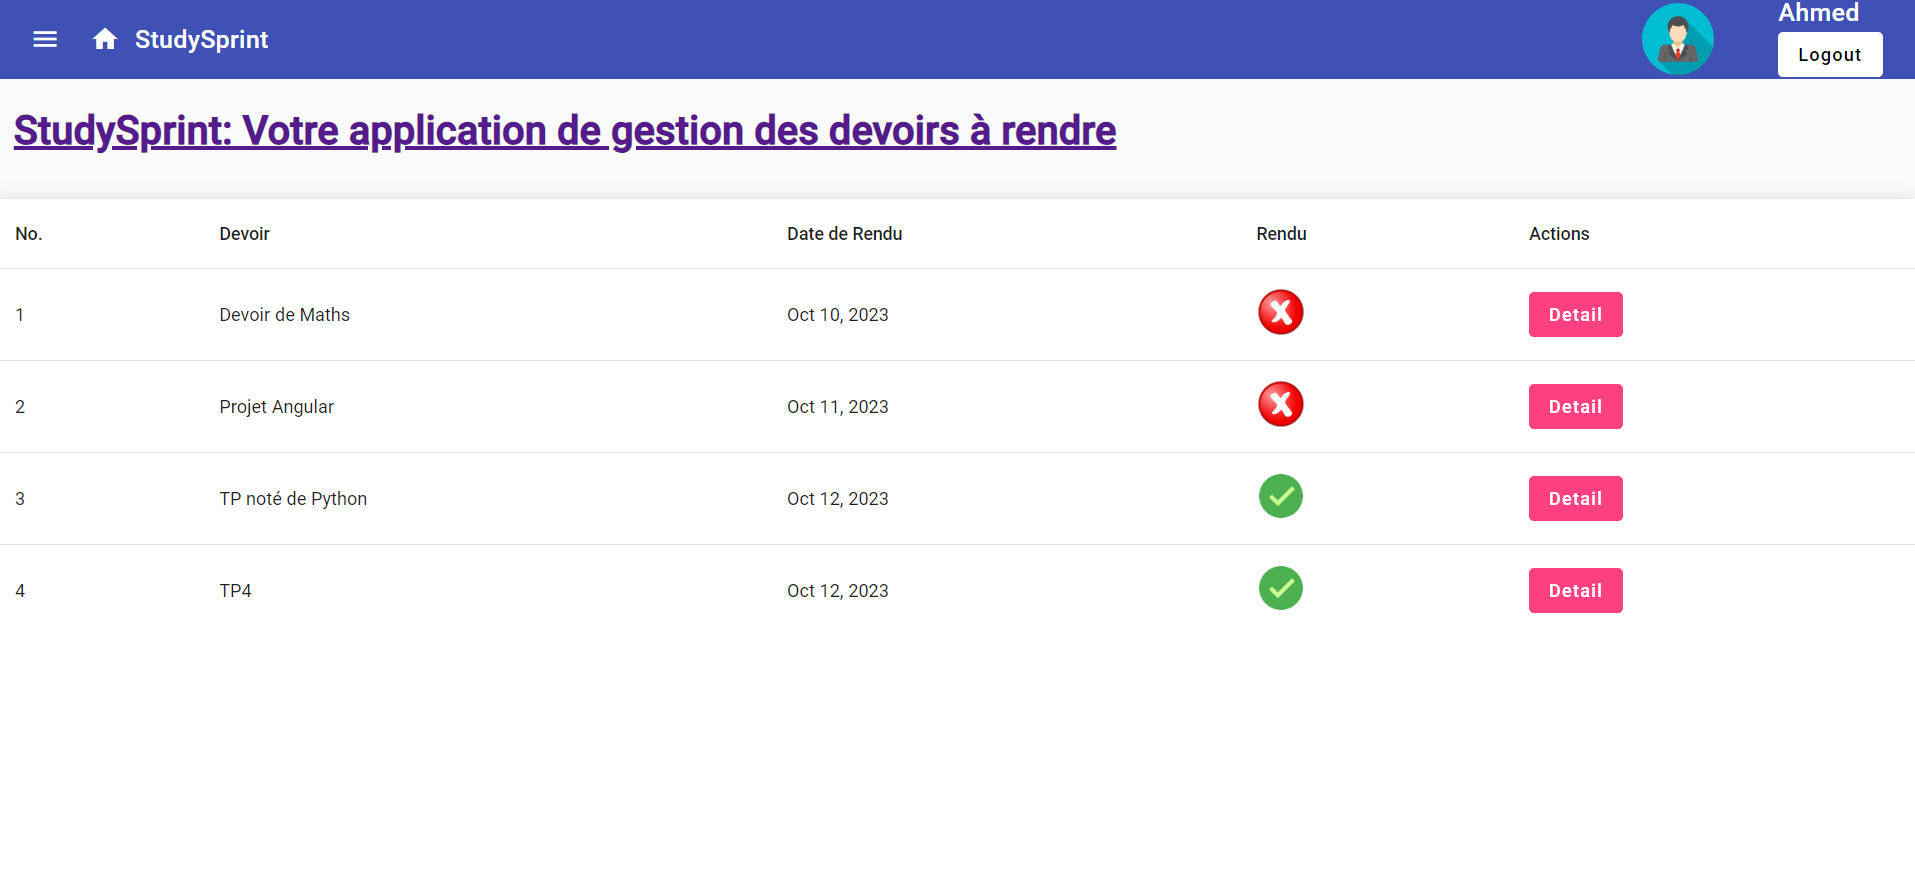 StudySprint
Ahmed
Logout
StudySprint: Votre application de gestion des devoirs à rendre
No. Devoir Date de Rendu Rendu Actions
1 Devoir de Maths Oct 10, 2023 Detail
2 Projet Angular Oct 11, 2023 Detail
3 TP noté de Python Oct 12, 2023 Detail
4 TP4 Oct 12, 2023 Detail